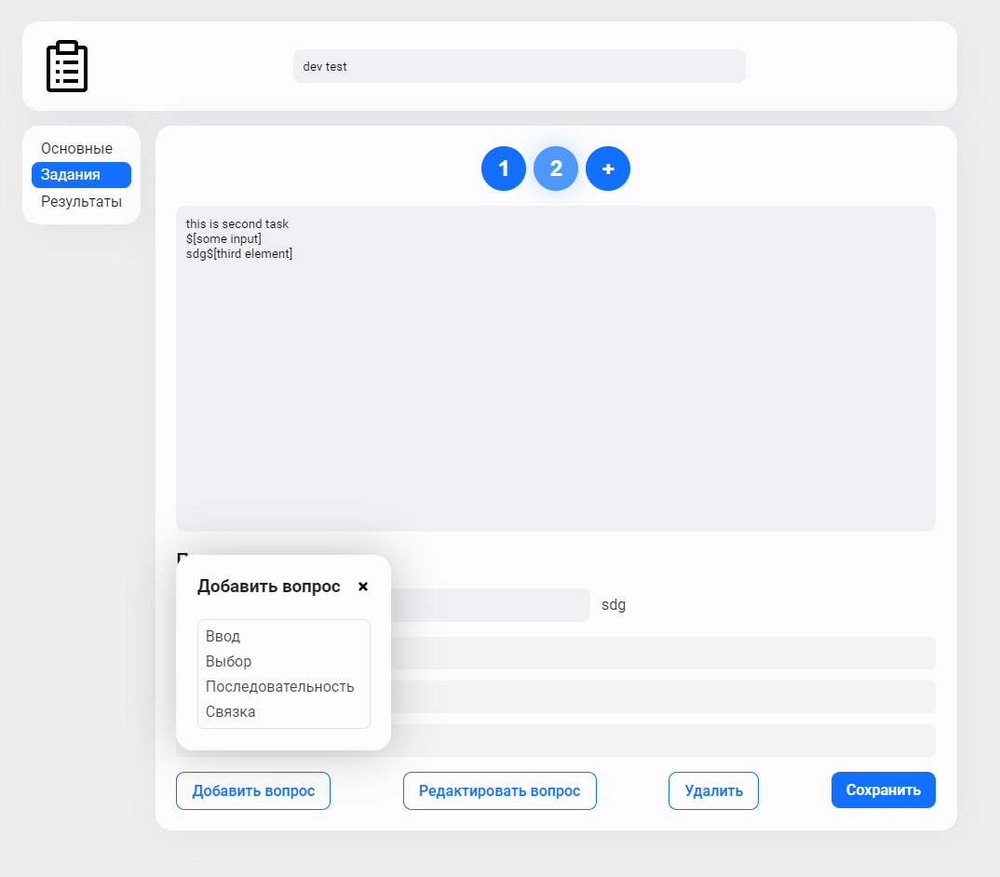 dev test
Основные
Задания
Результаты
1 2 +
this is second task
$[some input]
sdg$[third element]
Добавить вопрос ×
sdg
Ввод
Выбор
Последовательность
Связка
Добавить вопрос Редактировать вопрос Удалить Сохранить